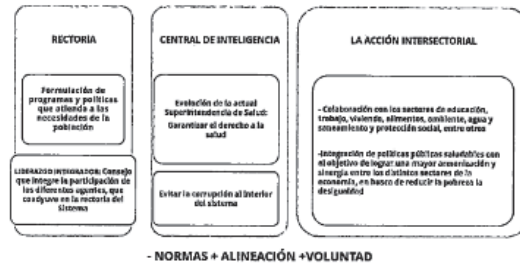 RECTORÍA
Formulación de
programas y políticas
que atienda a las
necesidades de la
población
LIDERAZGO INTEGRADOR: Consejo
que integre la participación de
los diferentes agentes, que
coadyuve en la rectoría del
Sistema
CENTRAL DE INTELIGENCIA
Evolución de la actual
Superintendencia de Salud:
Garantizar el derecho a la
salud
Evitar la corrupción al interior
del sistema
LA ACCIÓN INTERSECTORIAL
- Colaboración con los sectores de educación,
trabajo, vivienda, alimentos, ambiente, agua y
saneamiento y protección social, entre otros
-Integración de políticas públicas saludables con
el objetivo de lograr una mayor armonización y
sinergia entre los distintos sectores de la
economía, en busca de reducir la pobreza la
desigualdad
- NORMAS + ALINEACIÓN +VOLUNTAD